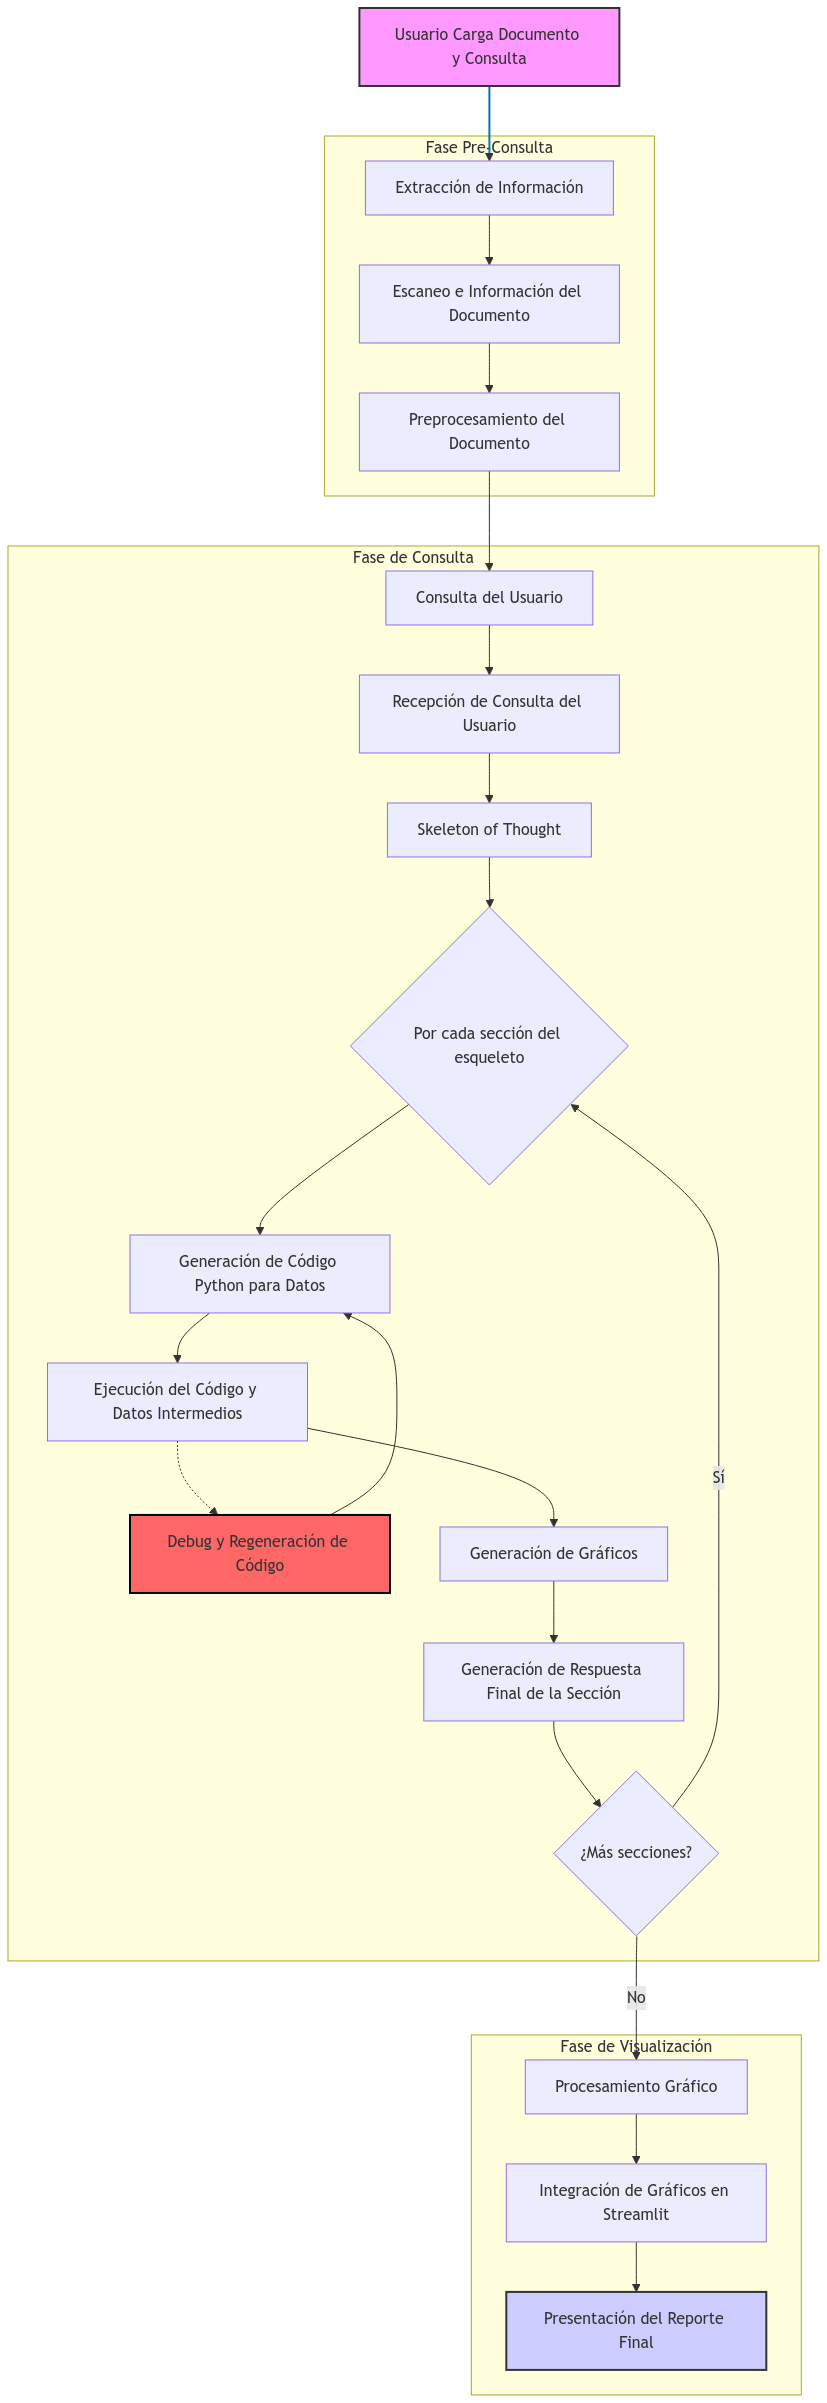 Usuario Carga Documento
y Consulta
Fase Pre-Consulta
Extracción de Información
Escaneo e Información del
Documento
Preprocesamiento del
Documento
Fase de Consulta
Consulta del Usuario
Recepción de Consulta del
Usuario
Skeleton of Thought
Por cada sección del
esqueleto
Generación de Código
Python para Datos
Ejecución del Código y
Datos Intermedios
Sí
Debug y Regeneración de
Código
Generación de Gráficos
Generación de Respuesta
Final de la Sección
¿Más secciones?
No
Fase de Visualización
Procesamiento Gráfico
Integración de Gráficos en
Streamlit
Presentación del Reporte
Final